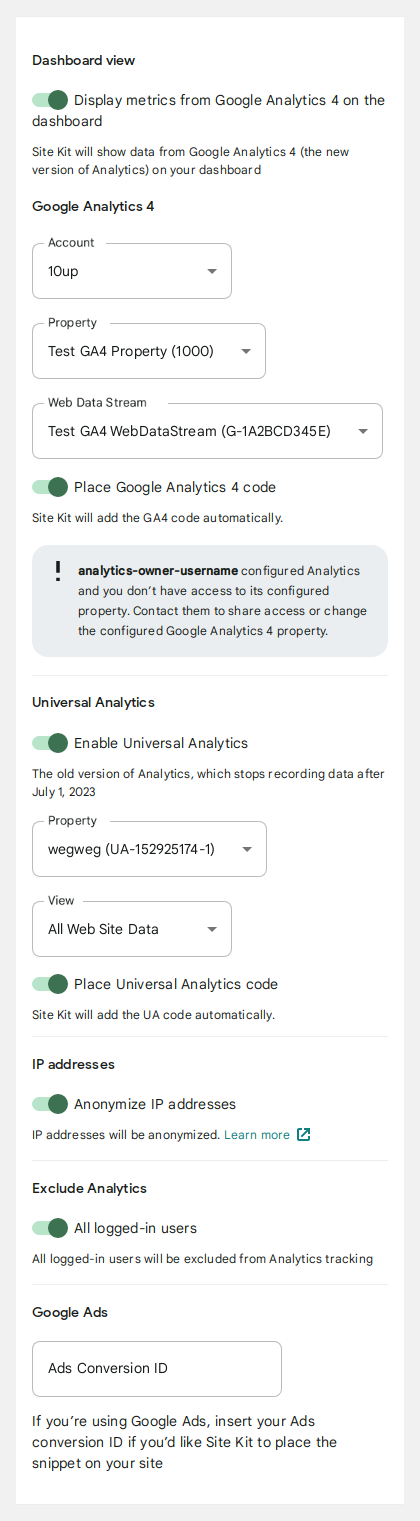 Dashboard view
Display metrics from Google Analytics 4 on the
dashboard
Site Kit will show data from Google Analytics 4 (the new
version of Analytics) on your dashboard
Google Analytics 4
Account
10up
Property
Test GA4 Property (1000)
Web Data Stream
Test GA4 WebDataStream (G-1A2BCD345E)
Place Google Analytics 4 code
Site Kit will add the GA4 code automatically.
analytics-owner-username configured Analytics
and you don’t have access to its configured
property. Contact them to share access or change
the configured Google Analytics 4 property.
Universal Analytics
Enable Universal Analytics
The old version of Analytics, which stops recording data after
July 1, 2023
Property
wegweg (UA-152925174-1)
View
All Web Site Data
Place Universal Analytics code
Site Kit will add the UA code automatically.
IP addresses
Anonymize IP addresses
IP addresses will be anonymized. Learn more
Exclude Analytics
All logged-in users
All logged-in users will be excluded from Analytics tracking
Google Ads
Ads Conversion ID
If you’re using Google Ads, insert your Ads
conversion ID if you’d like Site Kit to place the
snippet on your site